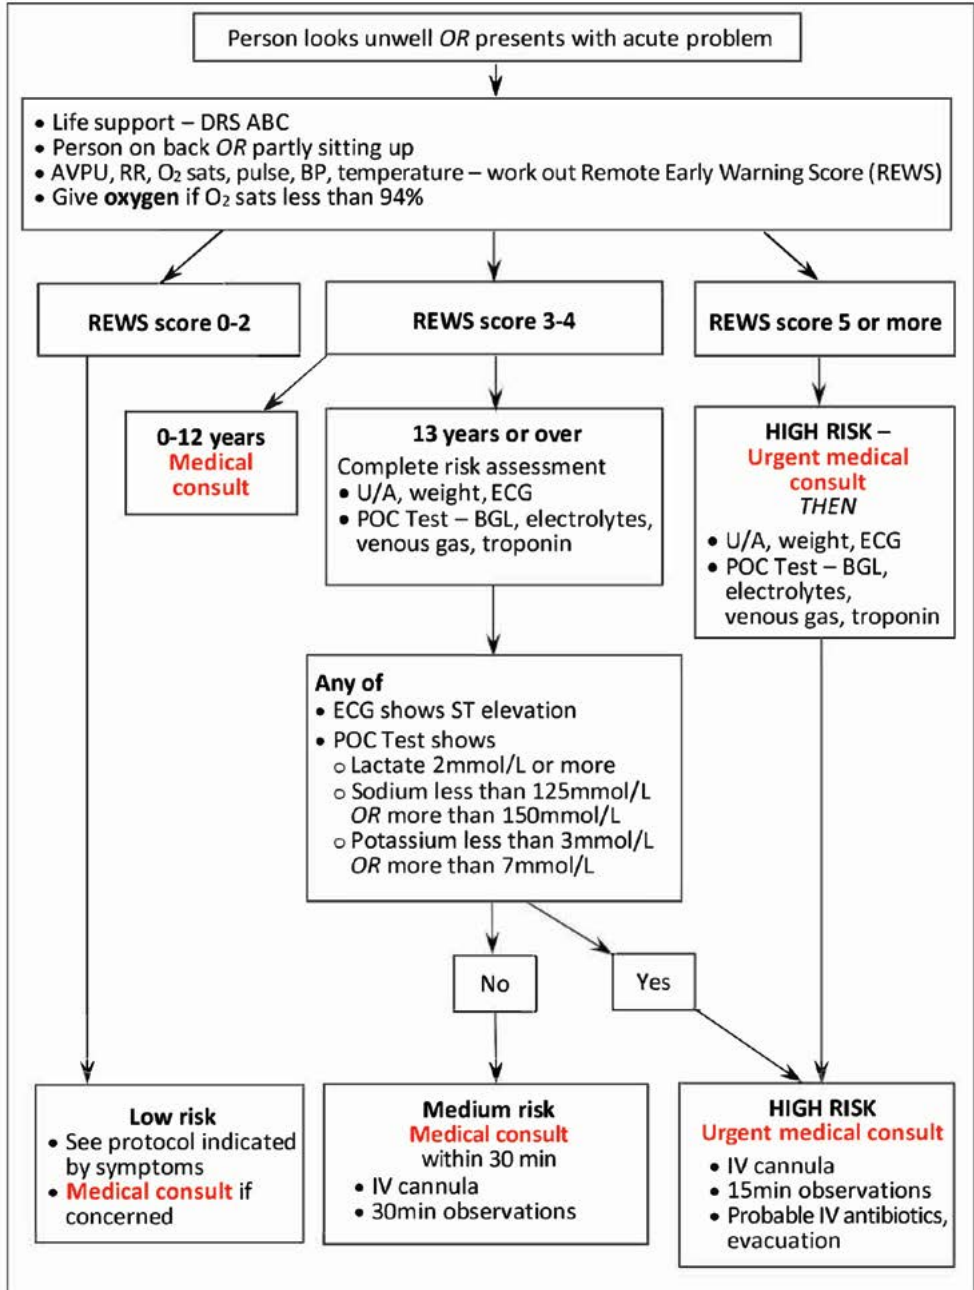 Person looks unwell OR presents with acute problem
• Life support – DRS ABC
• Person on back OR partly sitting up
• AVPU, RR, O₂ sats, pulse, BP, temperature – work out Remote Early Warning Score (REWS)
• Give oxygen if O₂ sats less than 94%
REWS score 0-2
REWS score 3-4
REWS score 5 or more
0-12 years
Medical
consult
13 years or over
Complete risk assessment
• U/A, weight, ECG
• POC Test – BGL, electrolytes,
venous gas, troponin
HIGH RISK –
Urgent medical
consult
THEN
• U/A, weight, ECG
• POC Test – BGL,
electrolytes,
venous gas, troponin
Any of
• ECG shows ST elevation
• POC Test shows
○ Lactate 2mmol/L or more
○ Sodium less than 125mmol/L
OR more than 150mmol/L
○ Potassium less than 3mmol/L
OR more than 7mmol/L
No
Yes
Low risk
• See protocol indicated
by symptoms
• Medical consult if
concerned
Medium risk
Medical consult
within 30 min
• IV cannula
• 30min observations
HIGH RISK
Urgent medical consult
• IV cannula
• 15min observations
• Probable IV antibiotics,
evacuation